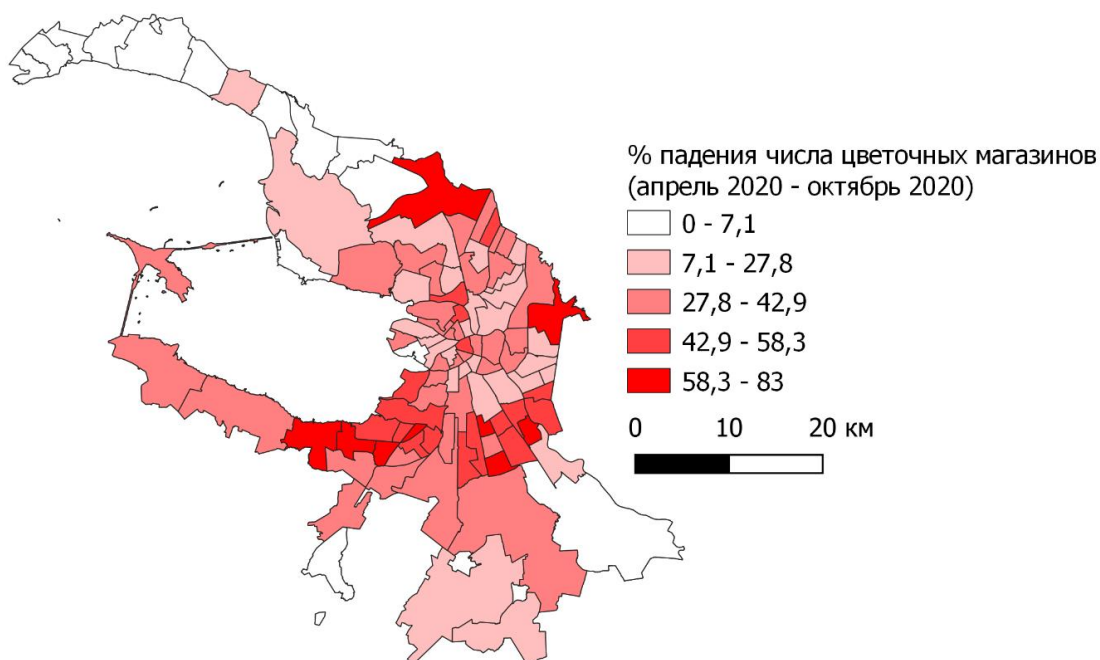 % падения числа цветочных магазинов
(апрель 2020 - октябрь 2020)
0 - 7,1
7,1 - 27,8
27,8 - 42,9
42,9 - 58,3
58,3 - 83
0 10 20 км